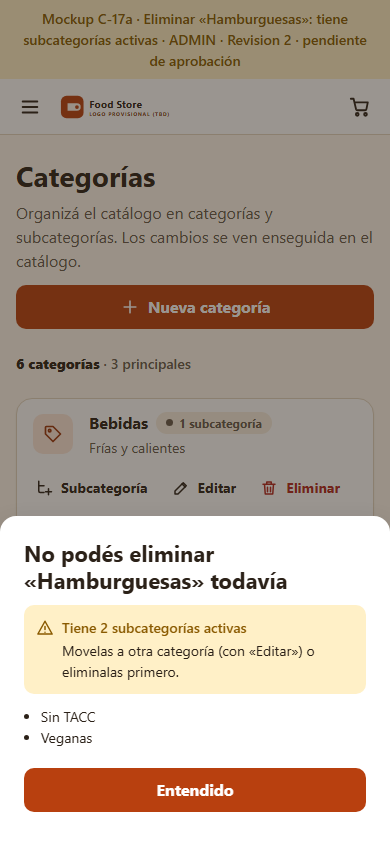 Mockup C-17a · Eliminar «Hamburguesas»: tiene
subcategorías activas · ADMIN · Revision 2 · pendiente
de aprobación
Food Store
LOGO PROVISIONAL (TBD)
Categorías
Organizá el catálogo en categorías y
subcategorías. Los cambios se ven enseguida en el
catálogo.
Nueva categoría
6 categorías · 3 principales
Bebidas
1 subcategoría
Frías y calientes
Subcategoría
Editar
Eliminar
No podés eliminar
«Hamburguesas» todavía
Tiene 2 subcategorías activas
Movelas a otra categoría (con «Editar») o
eliminalas primero.
Sin TACC
Veganas
Entendido